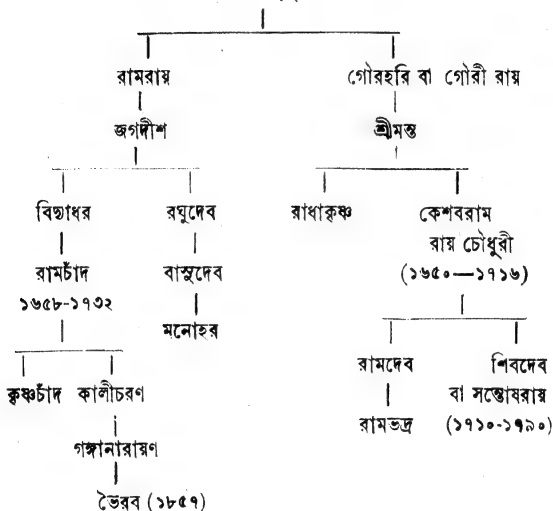 রামরায় গৌরহরি বা গৌরী রায়
জগদীশ শ্রীমন্ত
বিদ্যাধর রঘুদেব রাধাকৃষ্ণ কেশবরাম
রায় চৌধুরী
রামচাঁদ বাসুদেব (১৬৫০—১৭১৬)
১৬৫৮-১৭৩২
মনোহর
রামদেব শিবদেব
কৃষ্ণচাঁদ কালীচরণ বা সন্তোষরায়
রামভদ্র (১৭১০-১৭৯০)
গঙ্গানারায়ণ
ভৈরব (১৮৫৭)